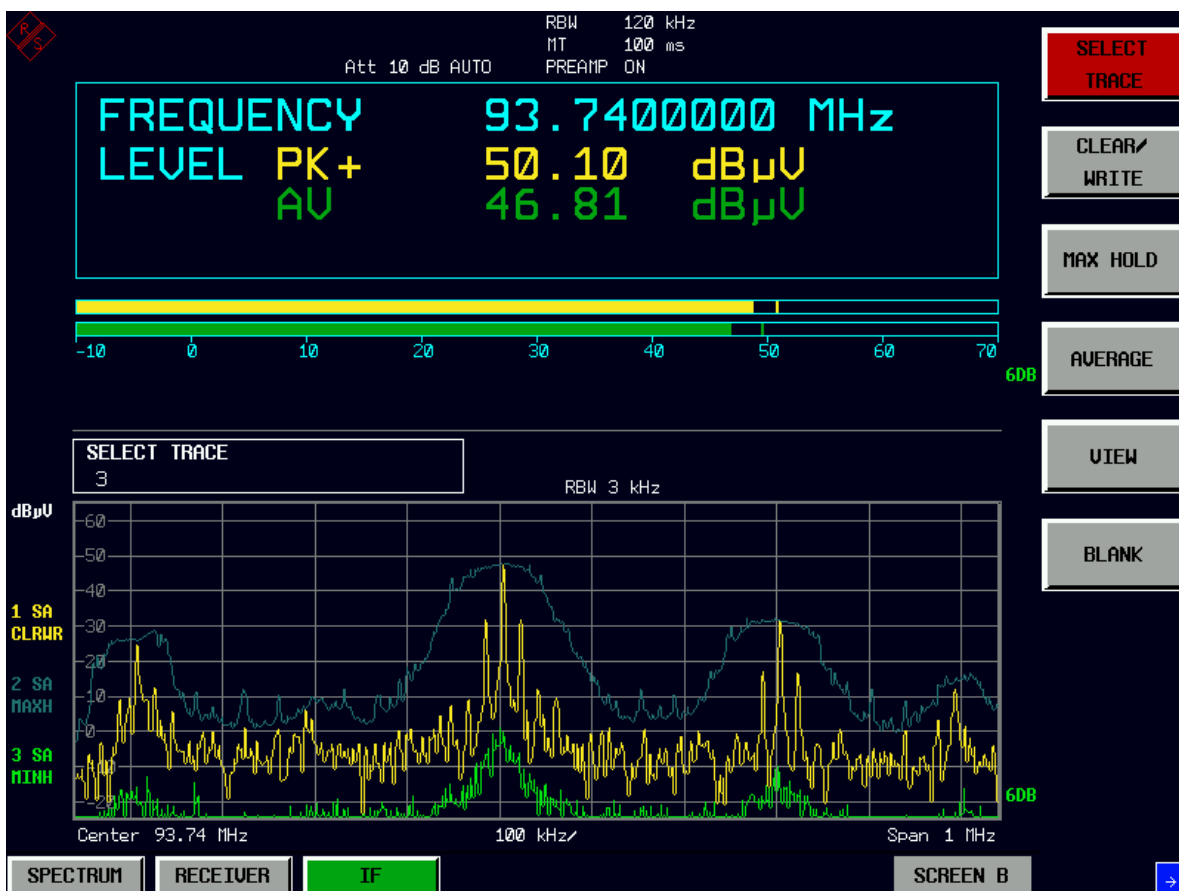 R S
RBW 120 kHz
MT 100 ms
Att 10 dB AUTO PREAMP ON
FREQUENCY 93.7400000 MHz
LEVEL PK+ 50.10 dBµV
AV 46.81 dBµV
-10 0 10 20 30 40 50 60 70
6DB
SELECT TRACE
3
RBW 3 kHz
dBµV
60
50
40
30
20
10
0
-20
1 SA
CLRWR
2 SA
MAXH
3 SA
MINH
6DB
Center 93.74 MHz 100 kHz/ Span 1 MHz
SELECT
TRACE
CLEAR/
WRITE
MAX HOLD
AVERAGE
VIEW
BLANK
SPECTRUM RECEIVER IF SCREEN B
→